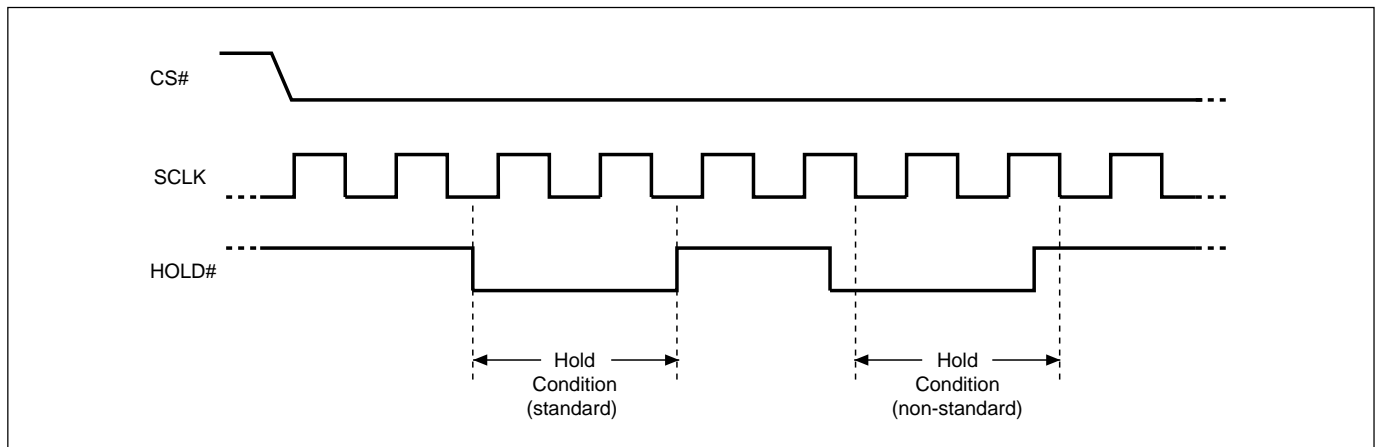 CS#
SCLK
HOLD#
Hold
Condition
(standard)
Hold
Condition
(non-standard)